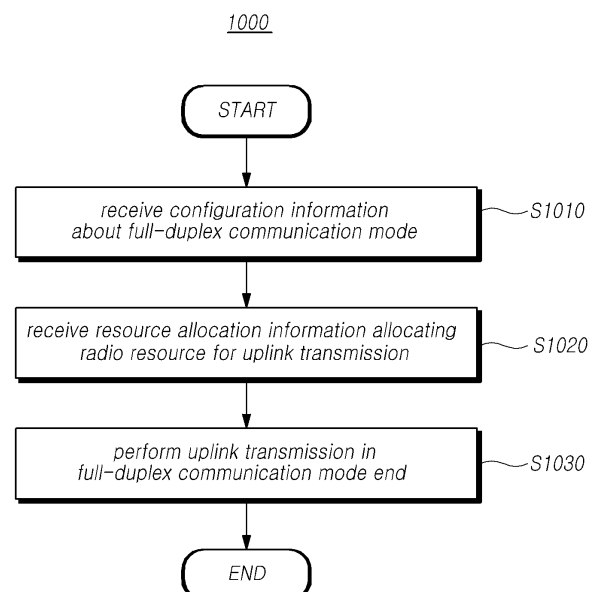 1000
START
receive configuration information
about full-duplex communication mode
S1010
receive resource allocation information allocating
radio resource for uplink transmission
S1020
perform uplink transmission in
full-duplex communication mode end
S1030
END